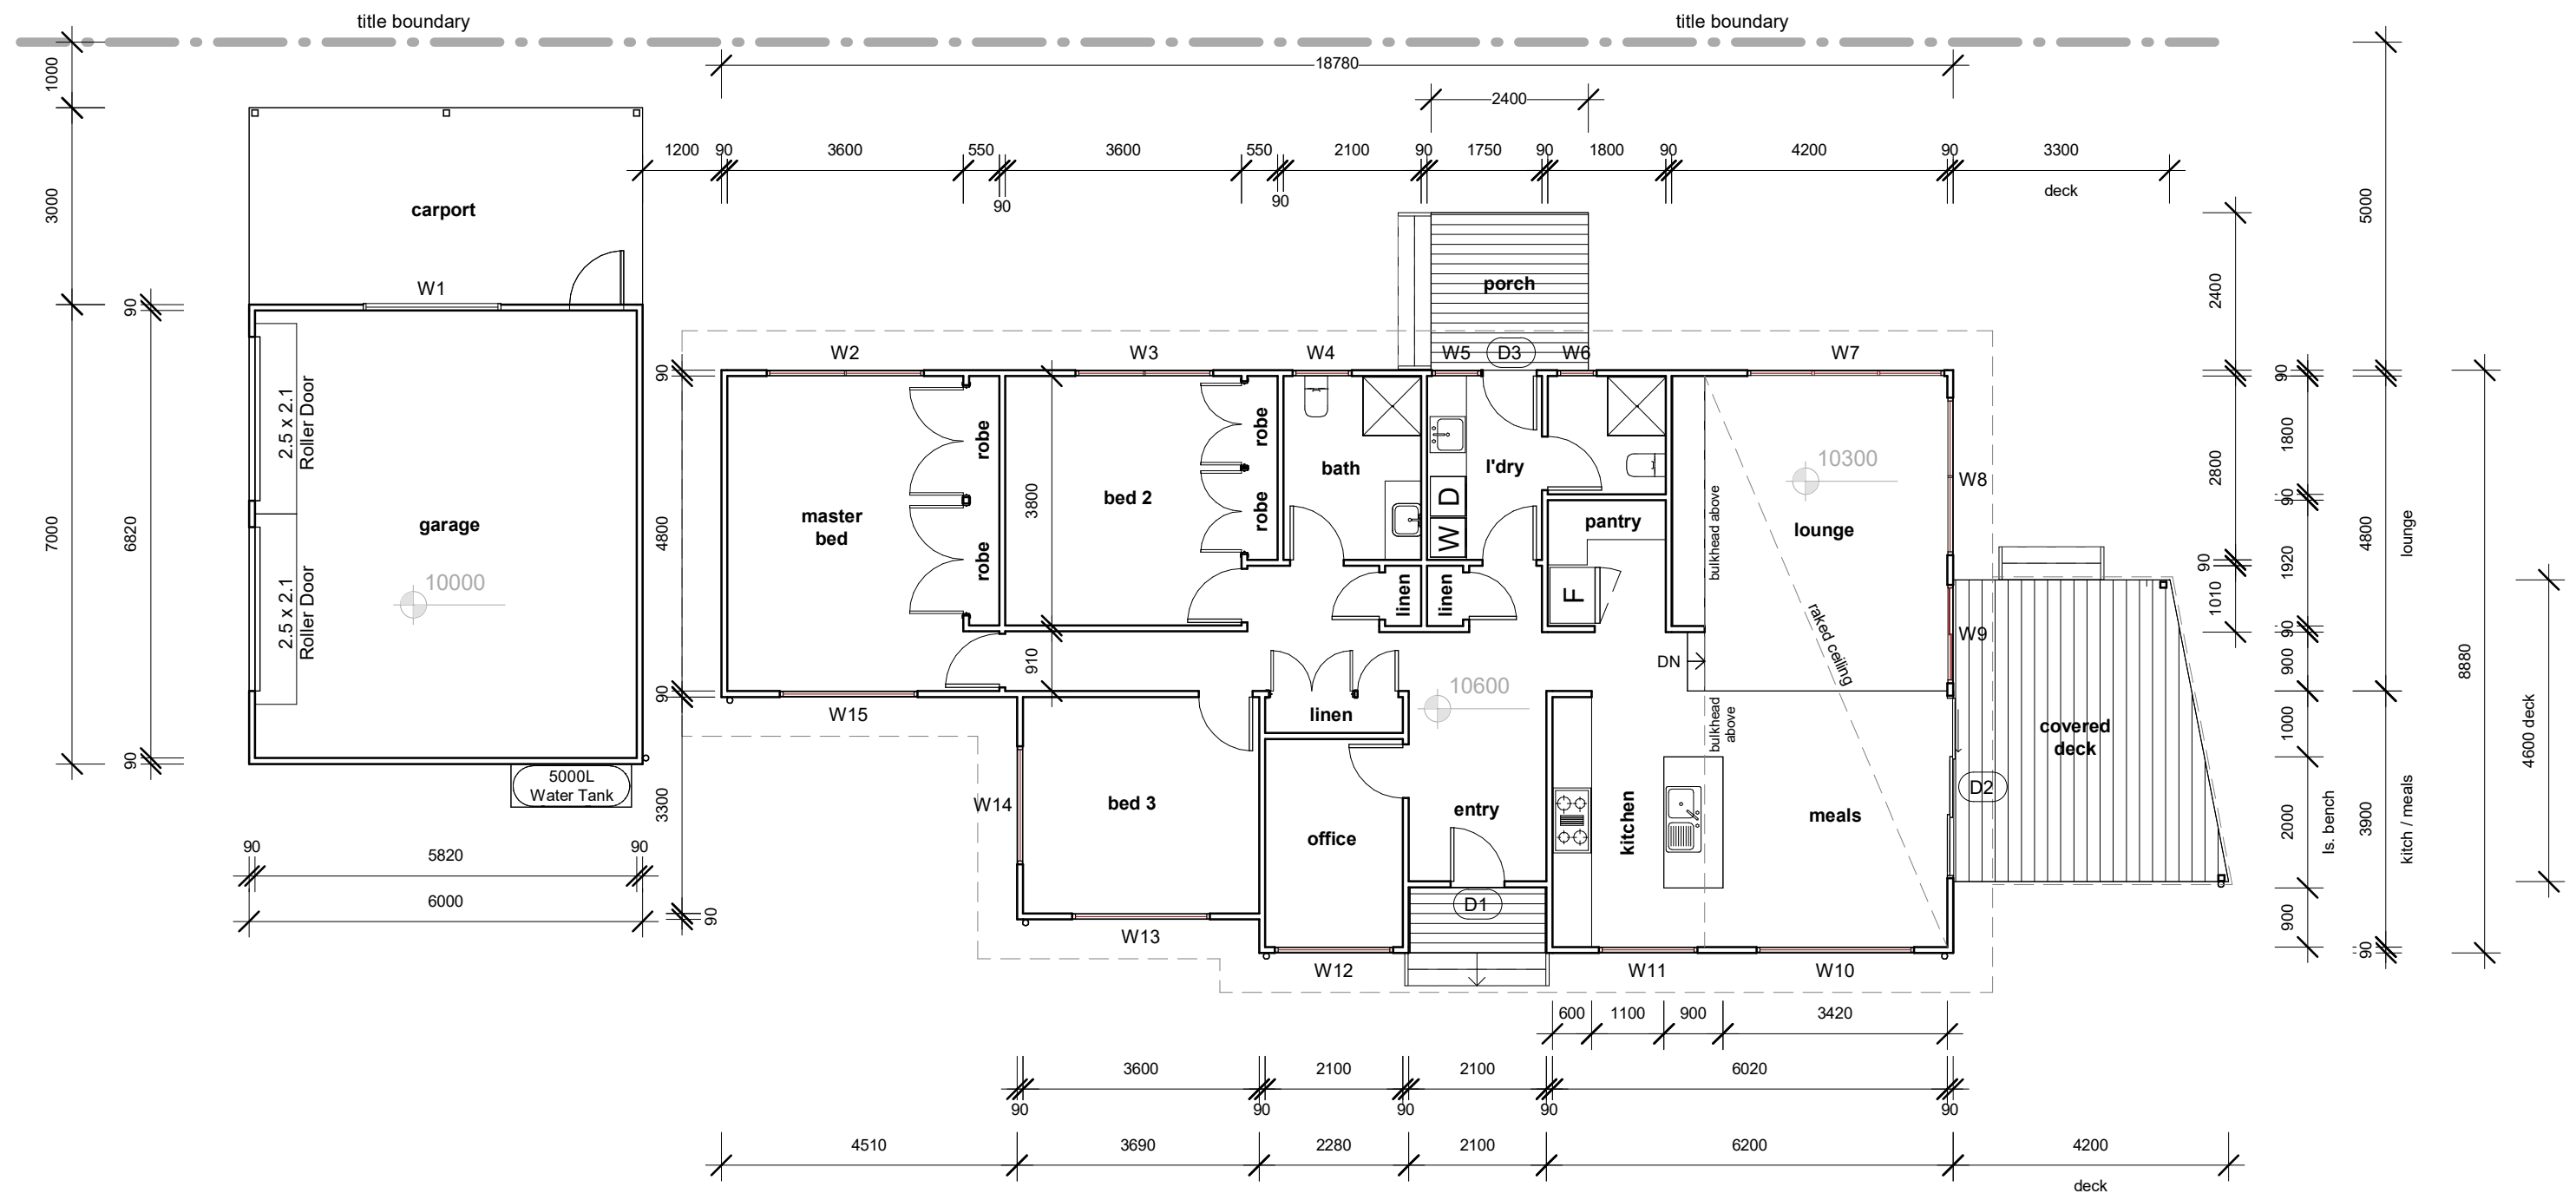 title boundary
title boundary
18780
1000
2400
1200
90
3600
550
3600
550
2100
90
1750
90
1800
90
4200
90
3300
deck
90
90
3000
carport
5000
2400
porch
W1
90
90
W2
W3
W4
W5
D3
W6
W7
90
2.5 x 2.1
Roller Door
robe
robe
1800
10300
bath
l'dry
2800
W8
master
bed
3800
bed 2
robe
robe
D
W
pantry
lounge
bulkhead above
90
garage
7000
6820
4800
4800
lounge
10000
2.5 x 2.1
Roller Door
linen
linen
F
1920
90
1010
raked ceiling
90
W9
910
DN
900
8880
90
10600
W15
linen
bulkhead
above
covered
deck
1000
4600 deck
90
5000L
Water Tank
3300
W14
bed 3
office
entry
kitchen
meals
D2
2000
ls. bench
3900
kitch / meals
90
5820
90
6000
90
D1
900
90
W13
W12
W11
W10
600
1100
900
3420
3600
2100
2100
6020
90
90
90
90
90
4510
3690
2280
2100
6200
4200
deck